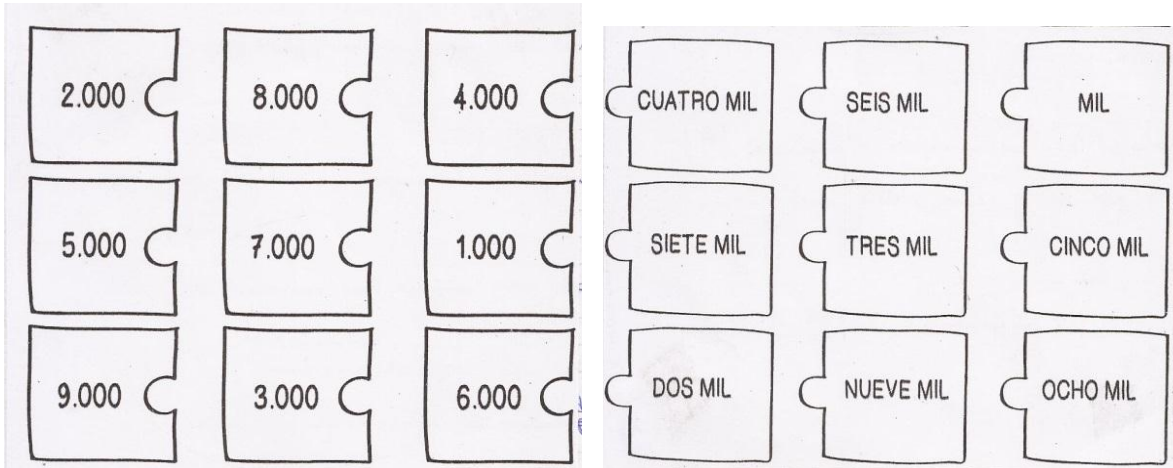 2.000 8.000 4.000
5.000 7.000 1.000
9.000 3.000 6.000
CUATRO MIL SEIS MIL MIL
SIETE MIL TRES MIL CINCO MIL
DOS MIL NUEVE MIL OCHO MIL